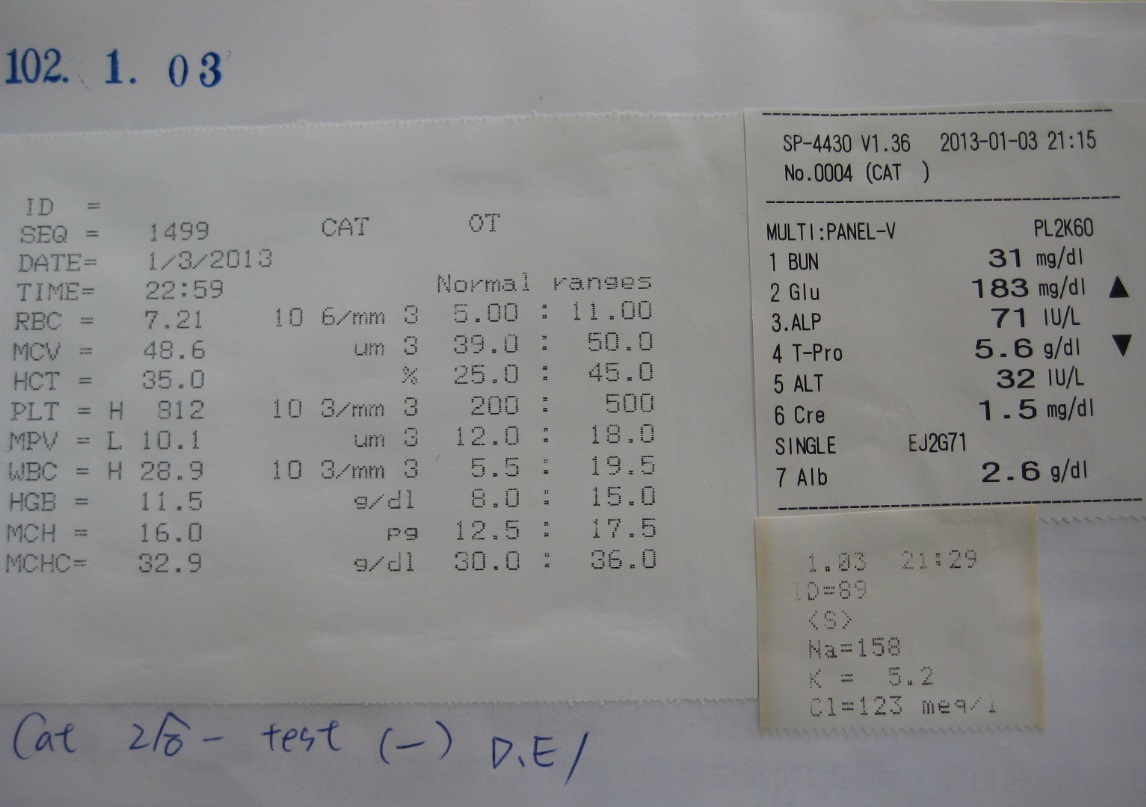 102. 1. 03
ID =
SEQ = 1499 CAT OT
DATE= 1/3/2013
TIME= 22:59 Normal ranges
RBC = 7.21 10 6/mm 3 5.00 : 11.00
MCV = 48.6 um 3 39.0 : 50.0
HCT = 35.0 % 25.0 : 45.0
PLT = H 812 10 3/mm 3 200 : 500
MPV = L 10.1 um 3 12.0 : 18.0
WBC = H 28.9 10 3/mm 3 5.5 : 19.5
HGB = 11.5 g/dl 8.0 : 15.0
MCH = 16.0 pg 12.5 : 17.5
MCHC= 32.9 g/dl 30.0 : 36.0
SP-4430 V1.36 2013-01-03 21:15
No.0004 (CAT )
MULTI:PANEL-V PL2K60
1 BUN 31 mg/dl
2 Glu 183 mg/dl ▲
3.ALP 71 IU/L
4 T-Pro 5.6 g/dl ▼
5 ALT 32 IU/L
6 Cre 1.5 mg/dl
SINGLE EJ2G71
7 Alb 2.6 g/dl
1.03 21:29
ID=89
<S>
Na=158
K = 5.2
Cl=123 meq/l
Cat 2合一 test (-) D.E/